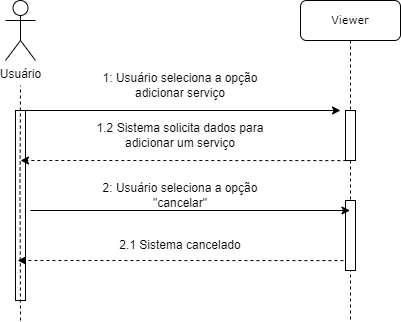 Viewer
Usuário
1: Usuário seleciona a opção
adicionar serviço
1.2 Sistema solicita dados para
adicionar um serviço
2: Usuário seleciona a opção
"cancelar"
2.1 Sistema cancelado